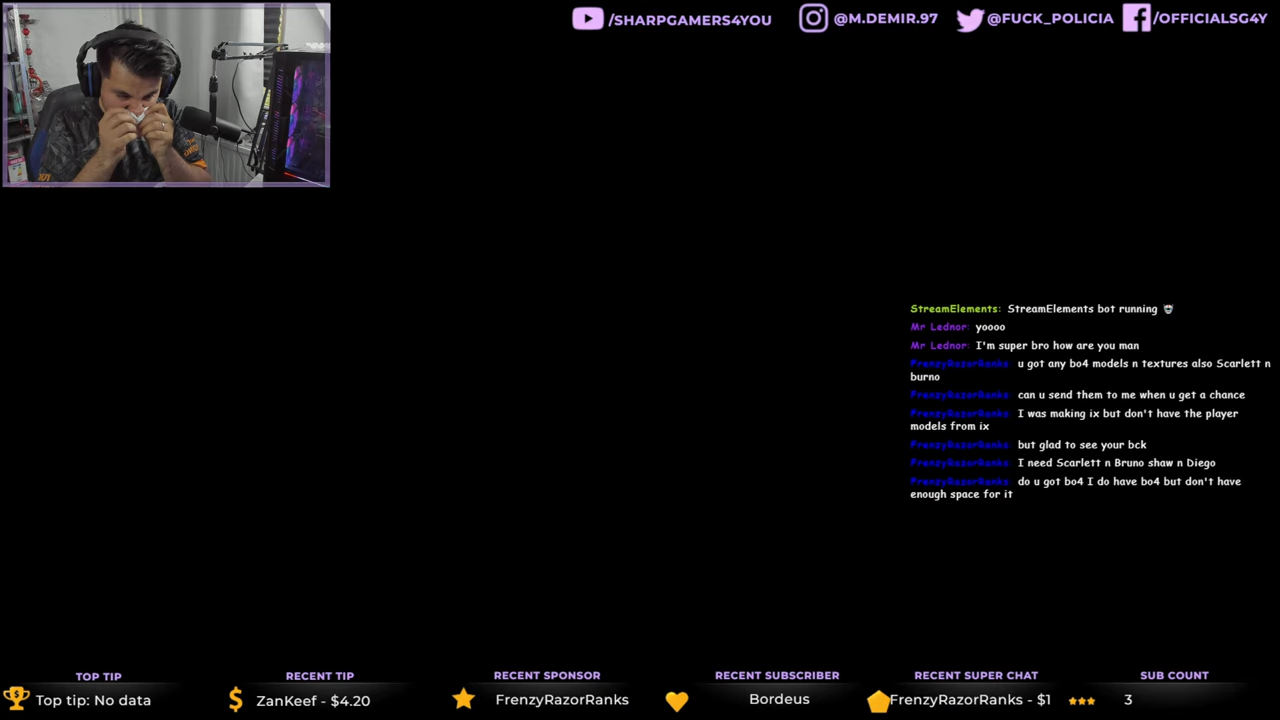 /SHARPGAMERS4YOU
@M.DEMIR.97
@FUCK_POLICIA
/OFFICIALSG4Y
StreamElements: StreamElements bot running
Mr Lednor: yoooo
Mr Lednor: I'm super bro how are you man
FrenzyRazorRanks u got any bo4 models n textures also Scarlett n
burno
FrenzyRazorRanks can u send them to me when u get a chance
FrenzyRazorRanks I was making ix but don't have the player
models from ix
FrenzyRazorRanks but glad to see your bck
FrenzyRazorRanks I need Scarlett n Bruno shaw n Diego
FrenzyRazorRanks do u got bo4 I do have bo4 but don't have
enough space for it
TOP TIP
Top tip: No data
RECENT TIP
ZanKeef - $4.20
RECENT SPONSOR
FrenzyRazorRanks
RECENT SUBSCRIBER
Bordeus
RECENT SUPER CHAT
FrenzyRazorRanks - $1
SUB COUNT
3